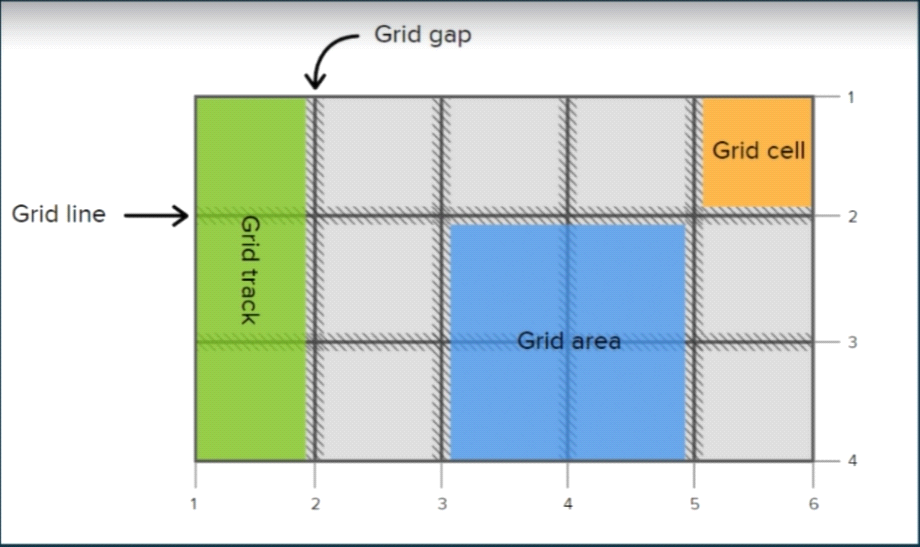 Grid gap
1
Grid cell
Grid line
2
Grid track
Grid area
3
4
1 2 3 4 5 6